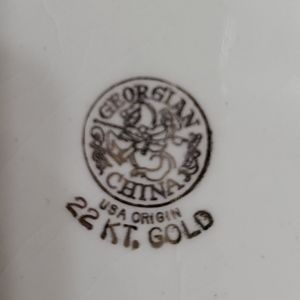 GEORGIAN
CHINA
USA ORIGIN
22 KT. GOLD